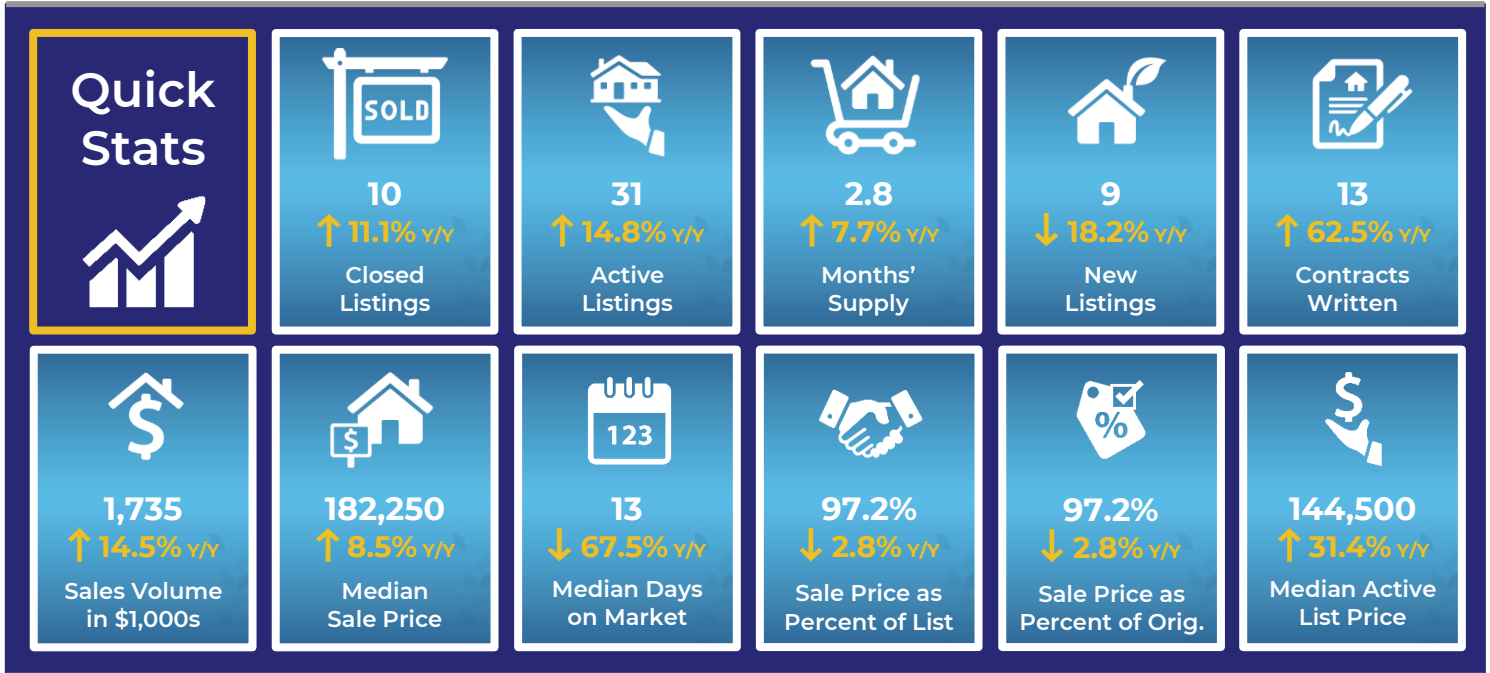 Quick
Stats
SOLD
10
↑ 11.1% Y/Y
Closed
Listings
31
↑ 14.8% Y/Y
Active
Listings
2.8
↑ 7.7% Y/Y
Months’
Supply
9
↓ 18.2% Y/Y
New
Listings
13
↑ 62.5% Y/Y
Contracts
Written
$
1,735
↑ 14.5% Y/Y
Sales Volume
in $1,000s
$
182,250
↑ 8.5% Y/Y
Median
Sale Price
123
13
↓ 67.5% Y/Y
Median Days
on Market
97.2%
↓ 2.8% Y/Y
Sale Price as
Percent of List
%
97.2%
↓ 2.8% Y/Y
Sale Price as
Percent of Orig.
$
144,500
↑ 31.4% Y/Y
Median Active
List Price